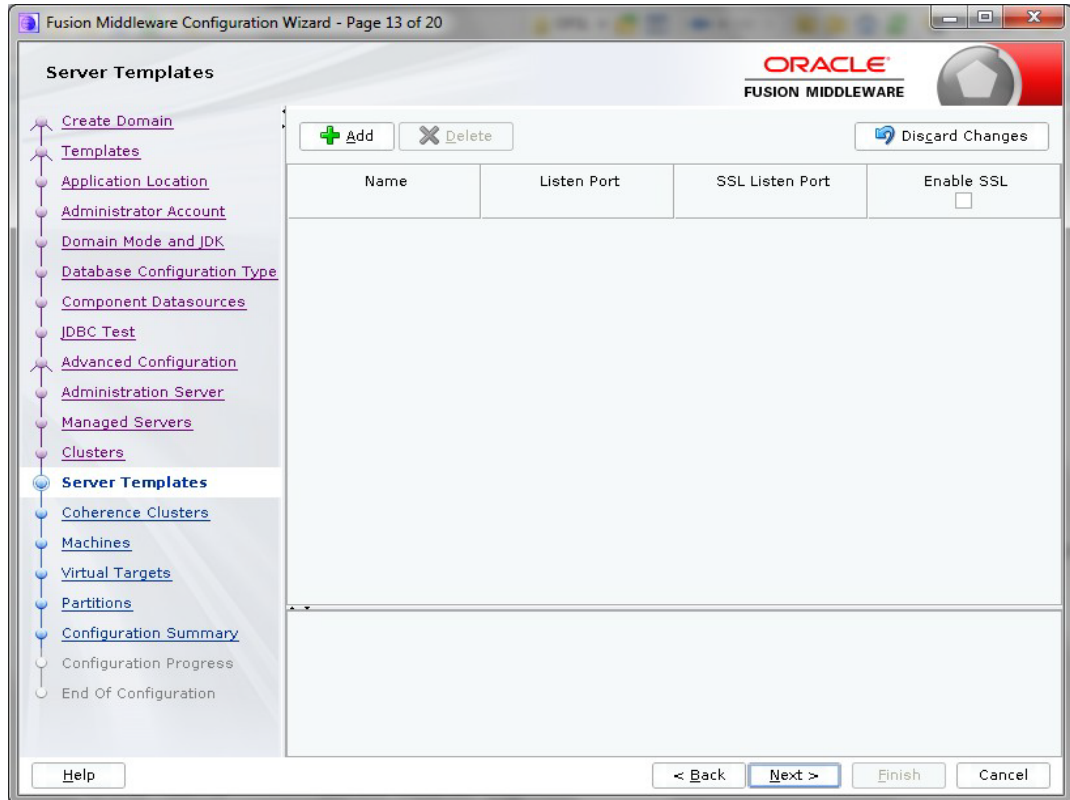 Fusion Middleware Configuration Wizard - Page 13 of 20
Server Templates
ORACLE
FUSION MIDDLEWARE
Create Domain
Templates
Application Location
Administrator Account
Domain Mode and JDK
Database Configuration Type
Component Datasources
JDBC Test
Advanced Configuration
Administration Server
Managed Servers
Clusters
Server Templates
Coherence Clusters
Machines
Virtual Targets
Partitions
Configuration Summary
Configuration Progress
End Of Configuration
Add Delete Discard Changes
Name Listen Port SSL Listen Port Enable SSL
Help < Back Next > Finish Cancel